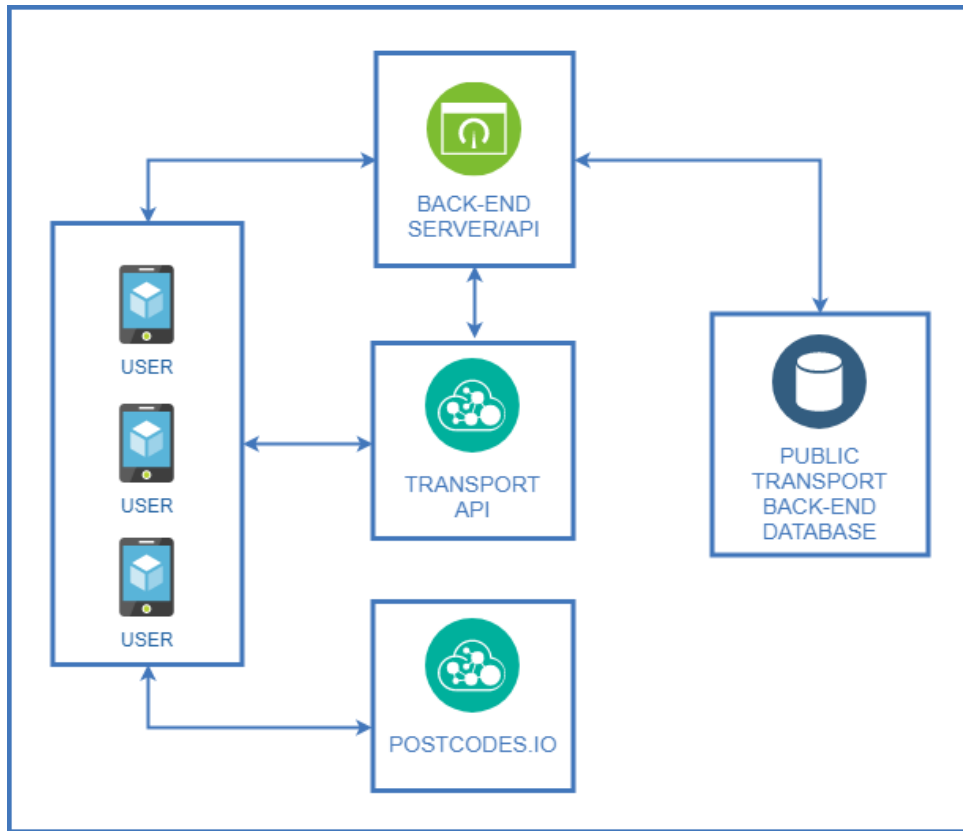 BACK-END
SERVER/API
USER
USER
USER
TRANSPORT
API
PUBLIC
TRANSPORT
BACK-END
DATABASE
POSTCODES.IO